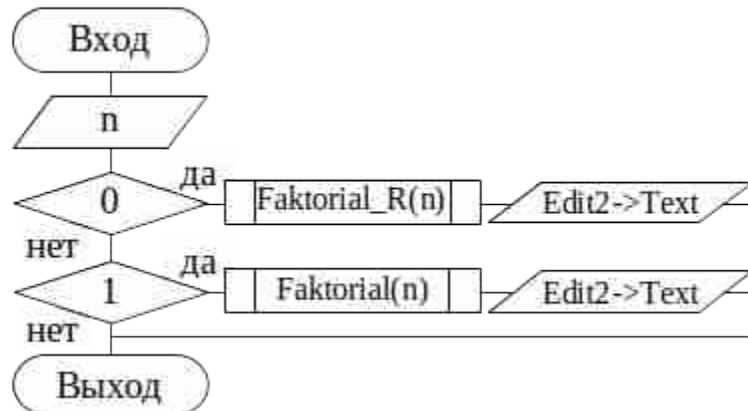 Вход
n
0
да
Faktorial_R(n)
Edit2->Text
нет
1
да
Faktorial(n)
Edit2->Text
нет
Выход